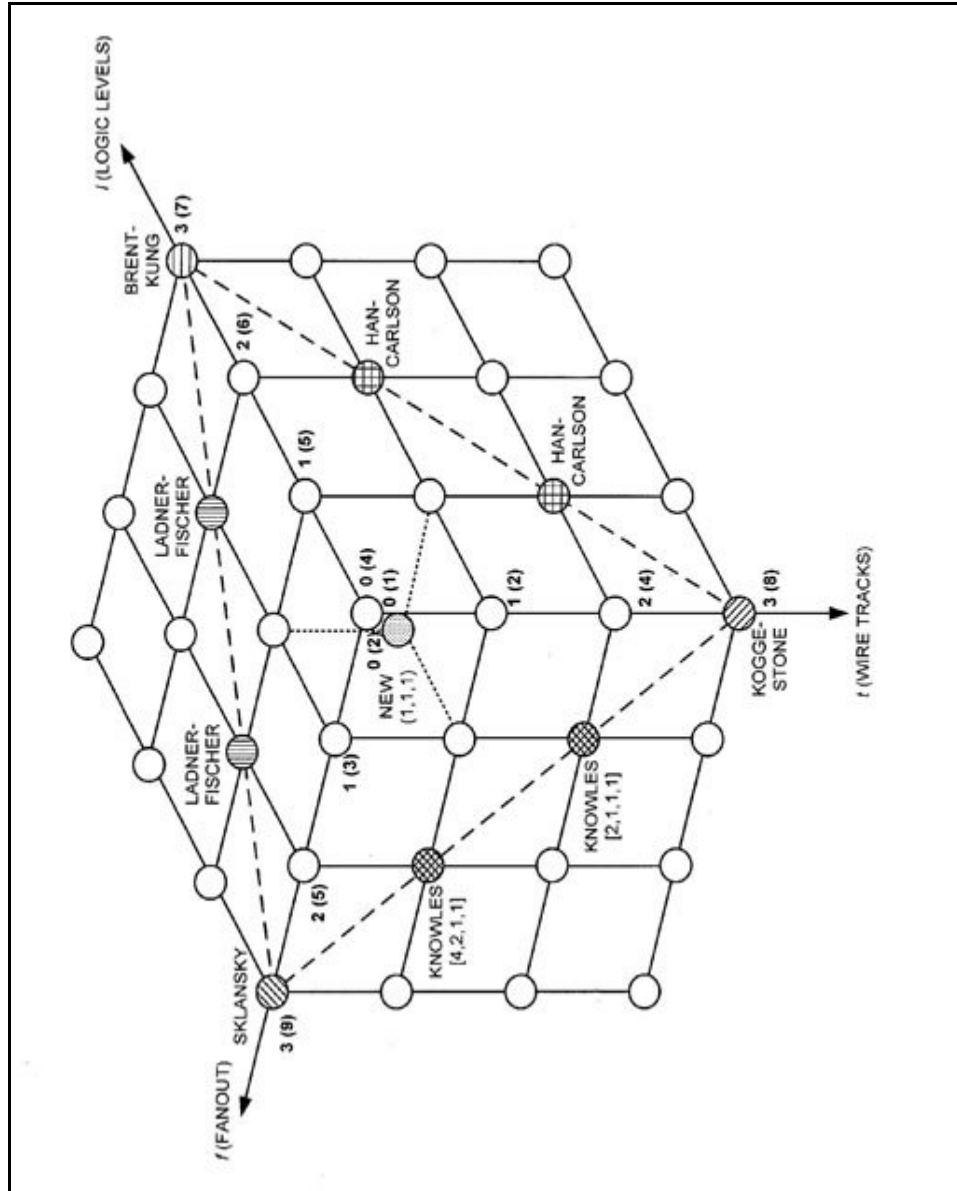 l (LOGIC LEVELS)
BRENT-
KUNG
3 (7)
2 (6)
HAN-
CARLSON
LADNER-
FISCHER
1 (5)
HAN-
CARLSON
0 (4)
0 (1)
0 (2)
NEW
(1,1,1)
1 (2)
2 (4)
3 (8)
KOGGE-
STONE
t (WIRE TRACKS)
LADNER-
FISCHER
1 (3)
KNOWLES
[2,1,1,1]
2 (5)
KNOWLES
[4,2,1,1]
SKLANSKY
3 (9)
f (FANOUT)